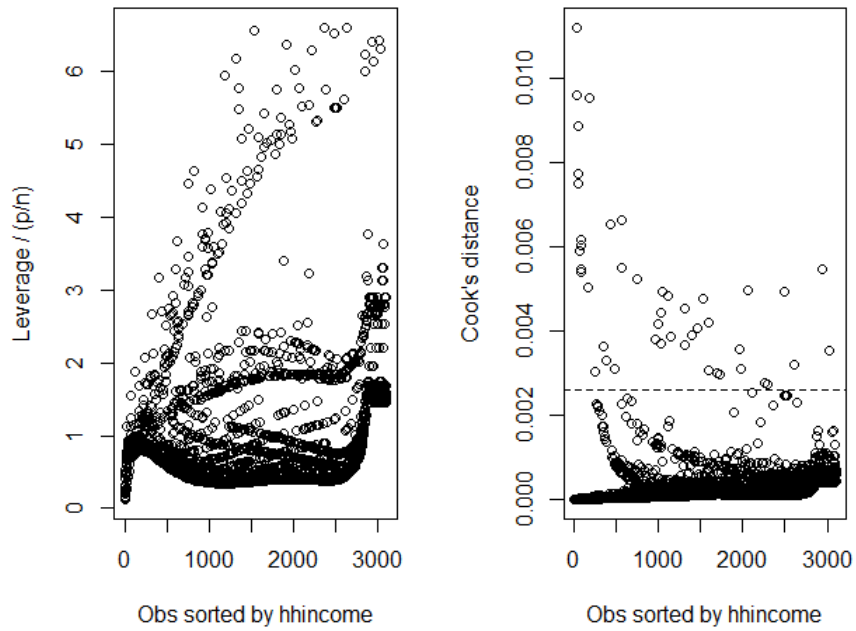 Leverage / (p/n)
6
5
4
3
2
1
0
0 1000 2000 3000
Obs sorted by hhincome
Cook's distance
0.010
0.008
0.006
0.004
0.002
0.000
0 1000 2000 3000
Obs sorted by hhincome